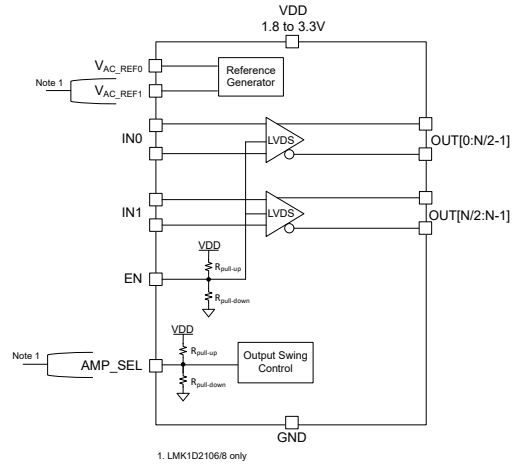 VDD
1.8 to 3.3V
VAC_REF0
Reference
Generator
Note 1
VAC_REF1
IN0
LVDS
OUT[0:N/2-1]
IN1
LVDS
OUT[N/2:N-1]
VDD
Rpull-up
EN
Rpull-down
VDD
Rpull-up
Note 1
AMP_SEL
Output Swing
Control
Rpull-down
GND
1. LMK1D2106/8 only